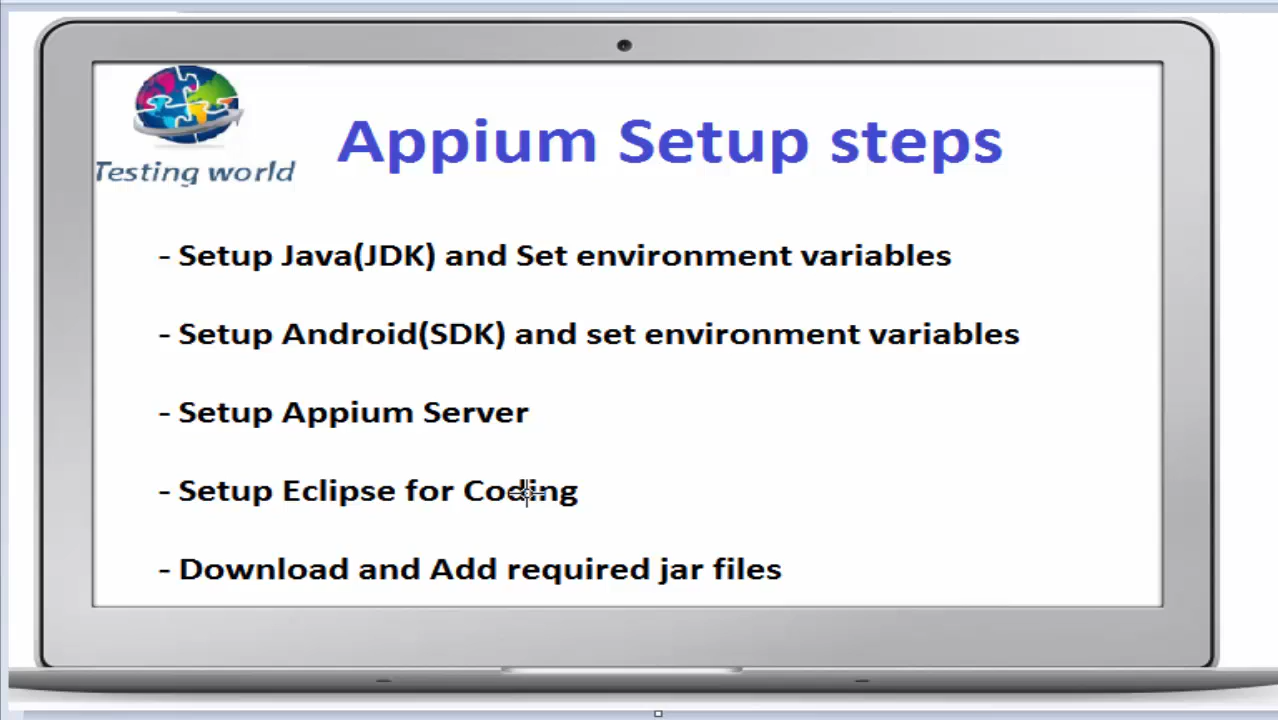 Testing world
Appium Setup steps
- Setup Java(JDK) and Set environment variables
- Setup Android(SDK) and set environment variables
- Setup Appium Server
- Setup Eclipse for Coding
- Download and Add required jar files